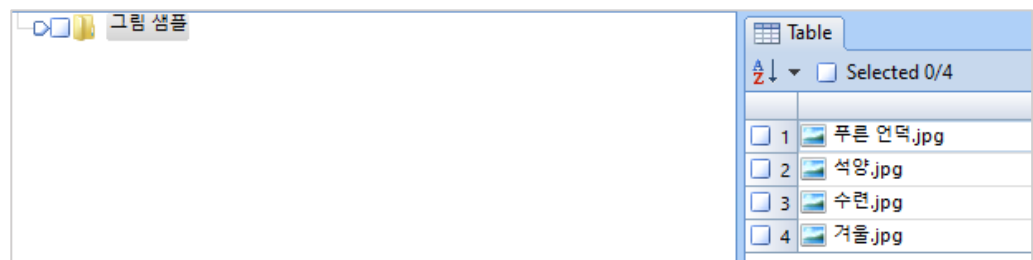 그림 샘플
Table
Selected 0/4
1 푸른 언덕.jpg
2 석양.jpg
3 수련.jpg
4 겨울.jpg